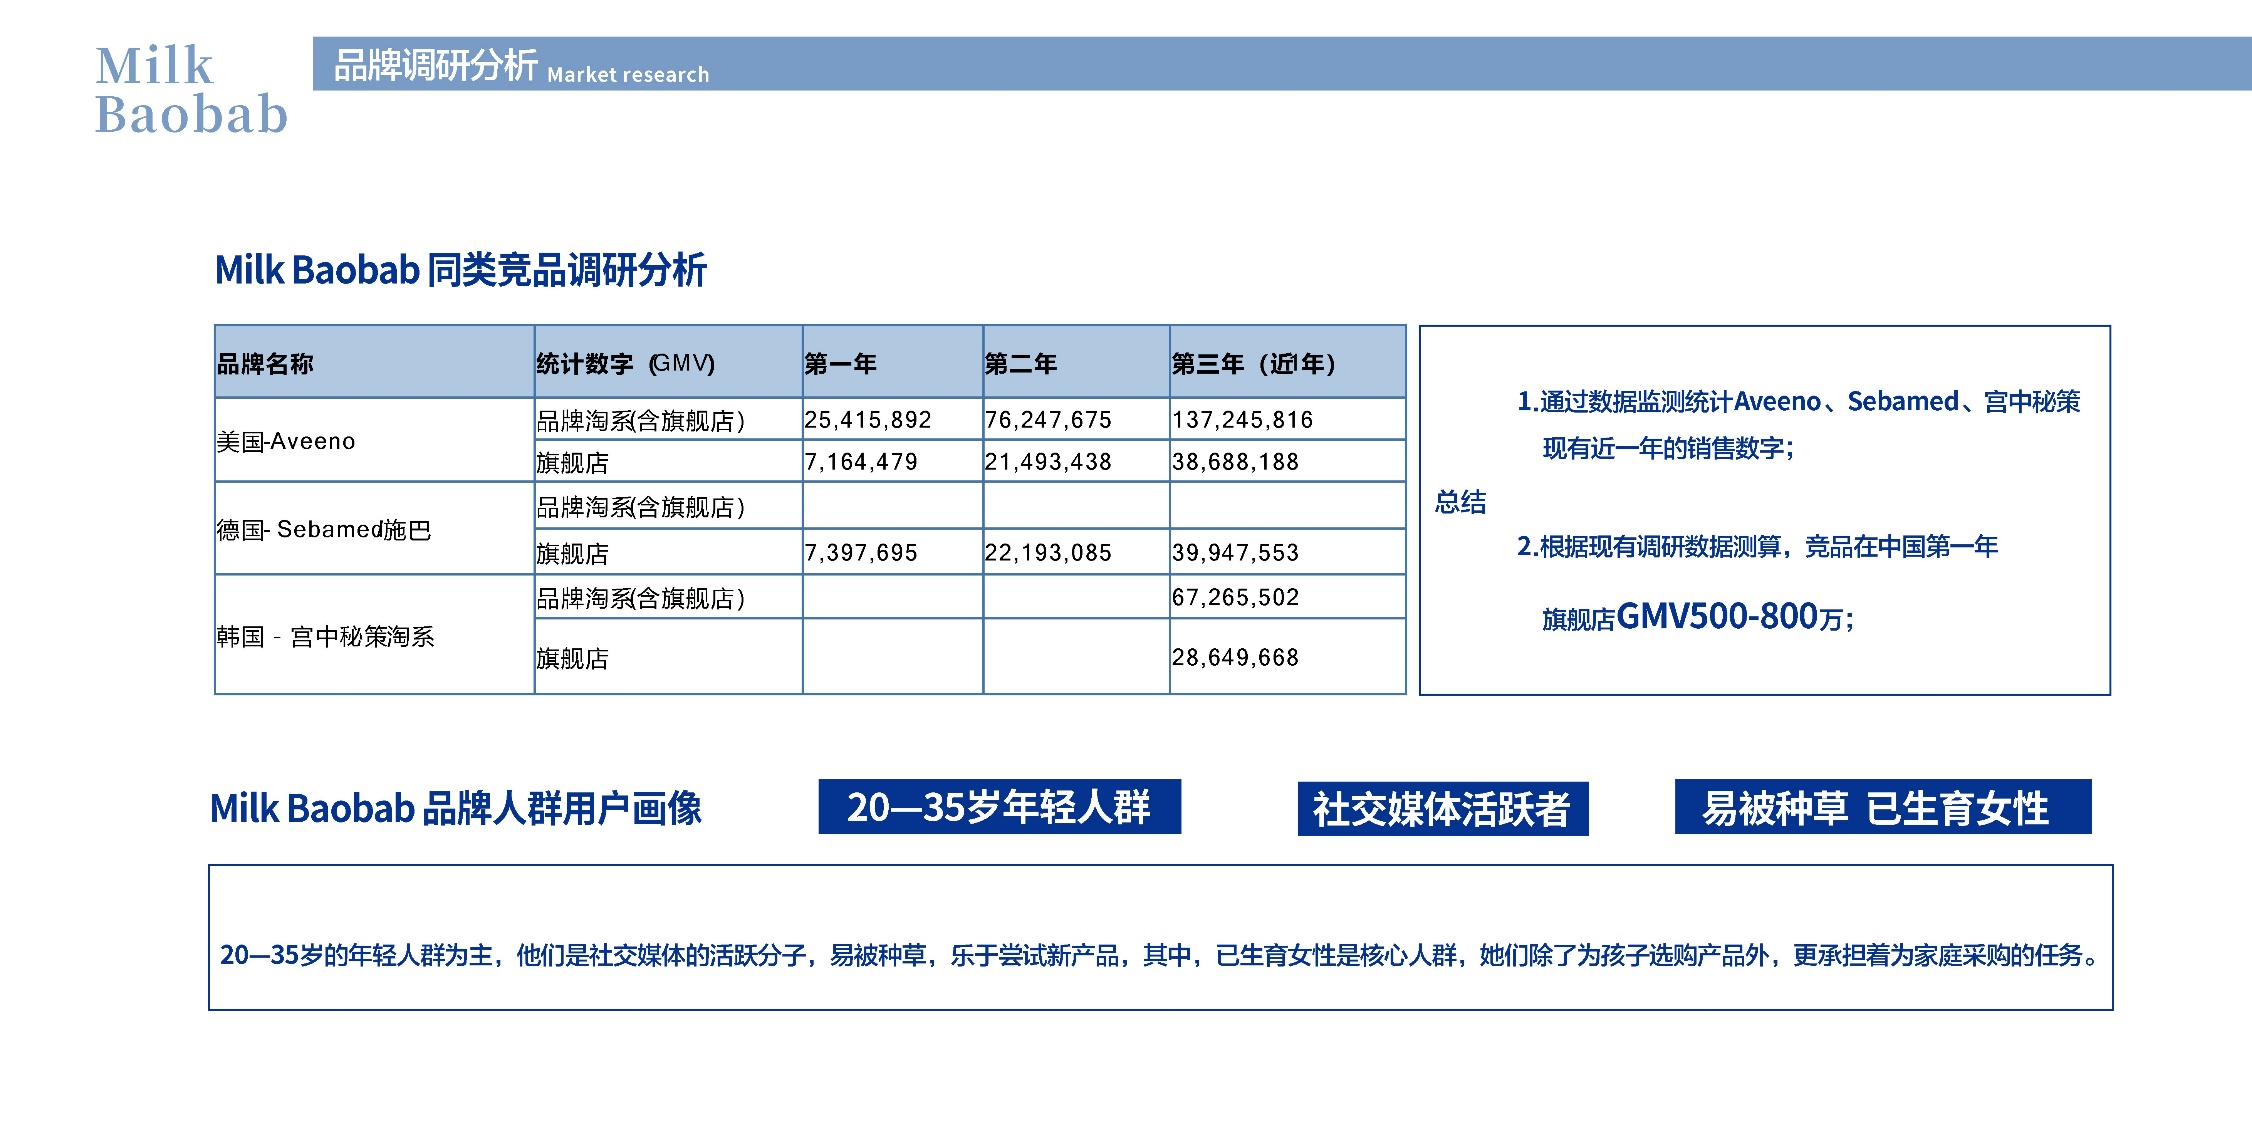 Milk
Baobab
品牌调研分析 Market research
Milk Baobab 同类竞品调研分析
品牌名称 统计数字（GMV） 第一年 第二年 第三年（近1年）
美国-Aveeno
品牌淘系(含旗舰店) 25,415,892 76,247,675 137,245,816
旗舰店 7,164,479 21,493,438 38,688,188
德国- Sebamed施巴
品牌淘系(含旗舰店)
旗舰店 7,397,695 22,193,085 39,947,553
韩国 - 宫中秘策淘系
品牌淘系(含旗舰店) 67,265,502
旗舰店 28,649,668
总结
1.通过数据监测统计Aveeno、Sebamed、宫中秘策
现有近一年的销售数字；
2.根据现有调研数据测算，竞品在中国第一年
旗舰店GMV500-800万；
Milk Baobab 品牌人群用户画像
20—35岁年轻人群
社交媒体活跃者
易被种草 已生育女性
20—35岁的年轻人群为主，他们是社交媒体的活跃分子，易被种草，乐于尝试新产品，其中，已生育女性是核心人群，她们除了为孩子选购产品外，更承担着为家庭采购的任务。